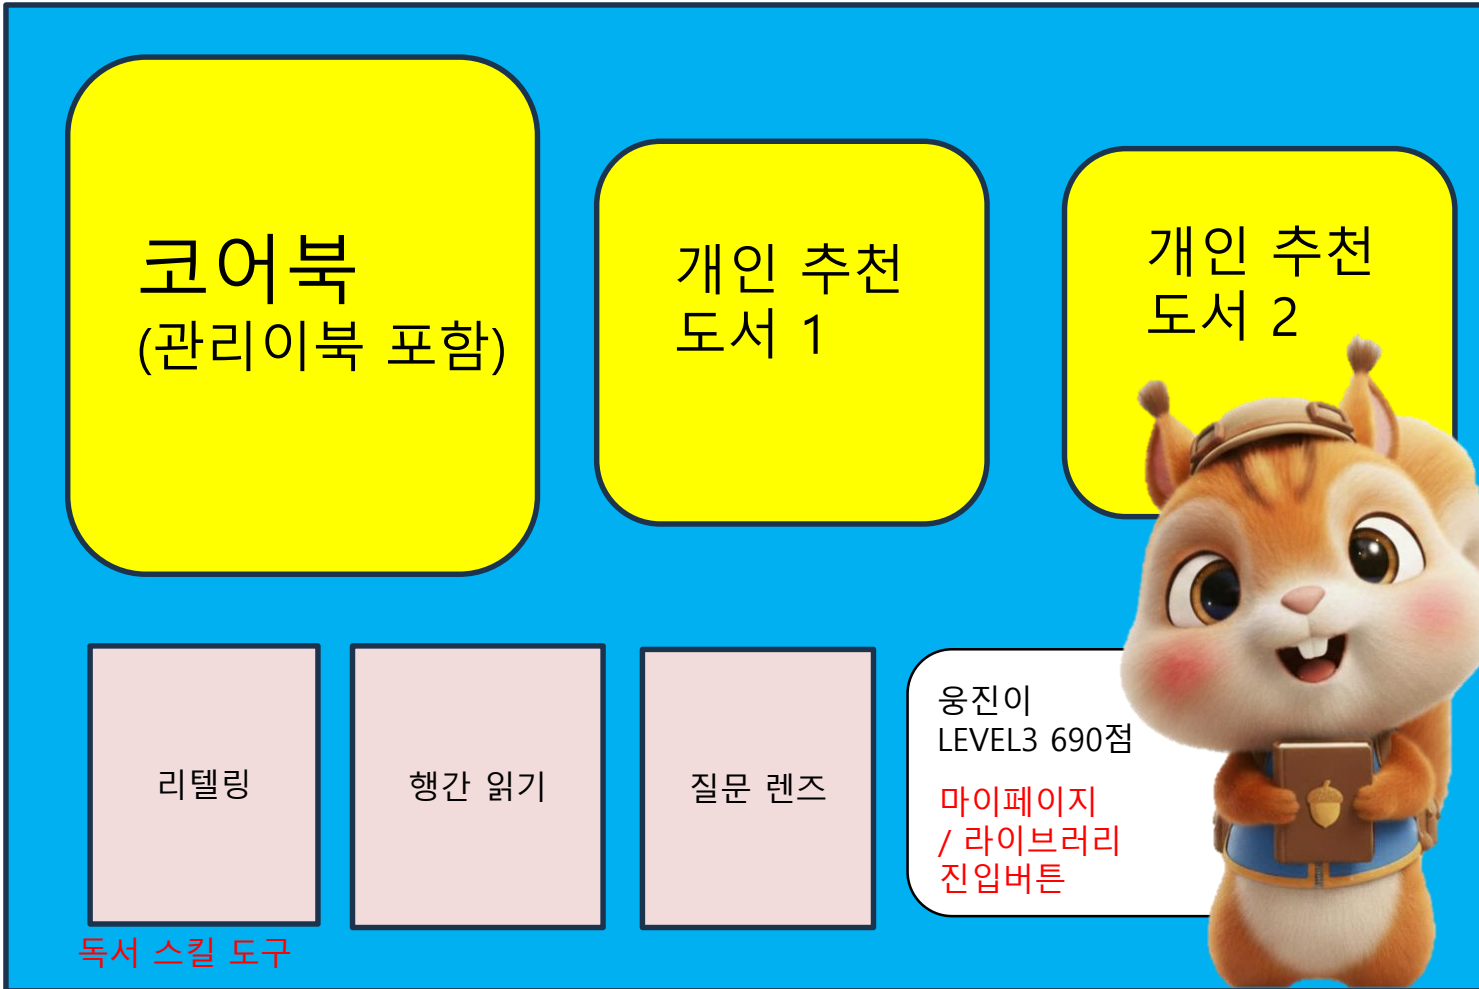 코어북
(관리이북 포함)
개인 추천
도서 1
개인 추천
도서 2
리텔링
행간 읽기
질문 렌즈
웅진이
LEVEL3 690점
마이페이지
/ 라이브러리
진입버튼
독서 스킬 도구